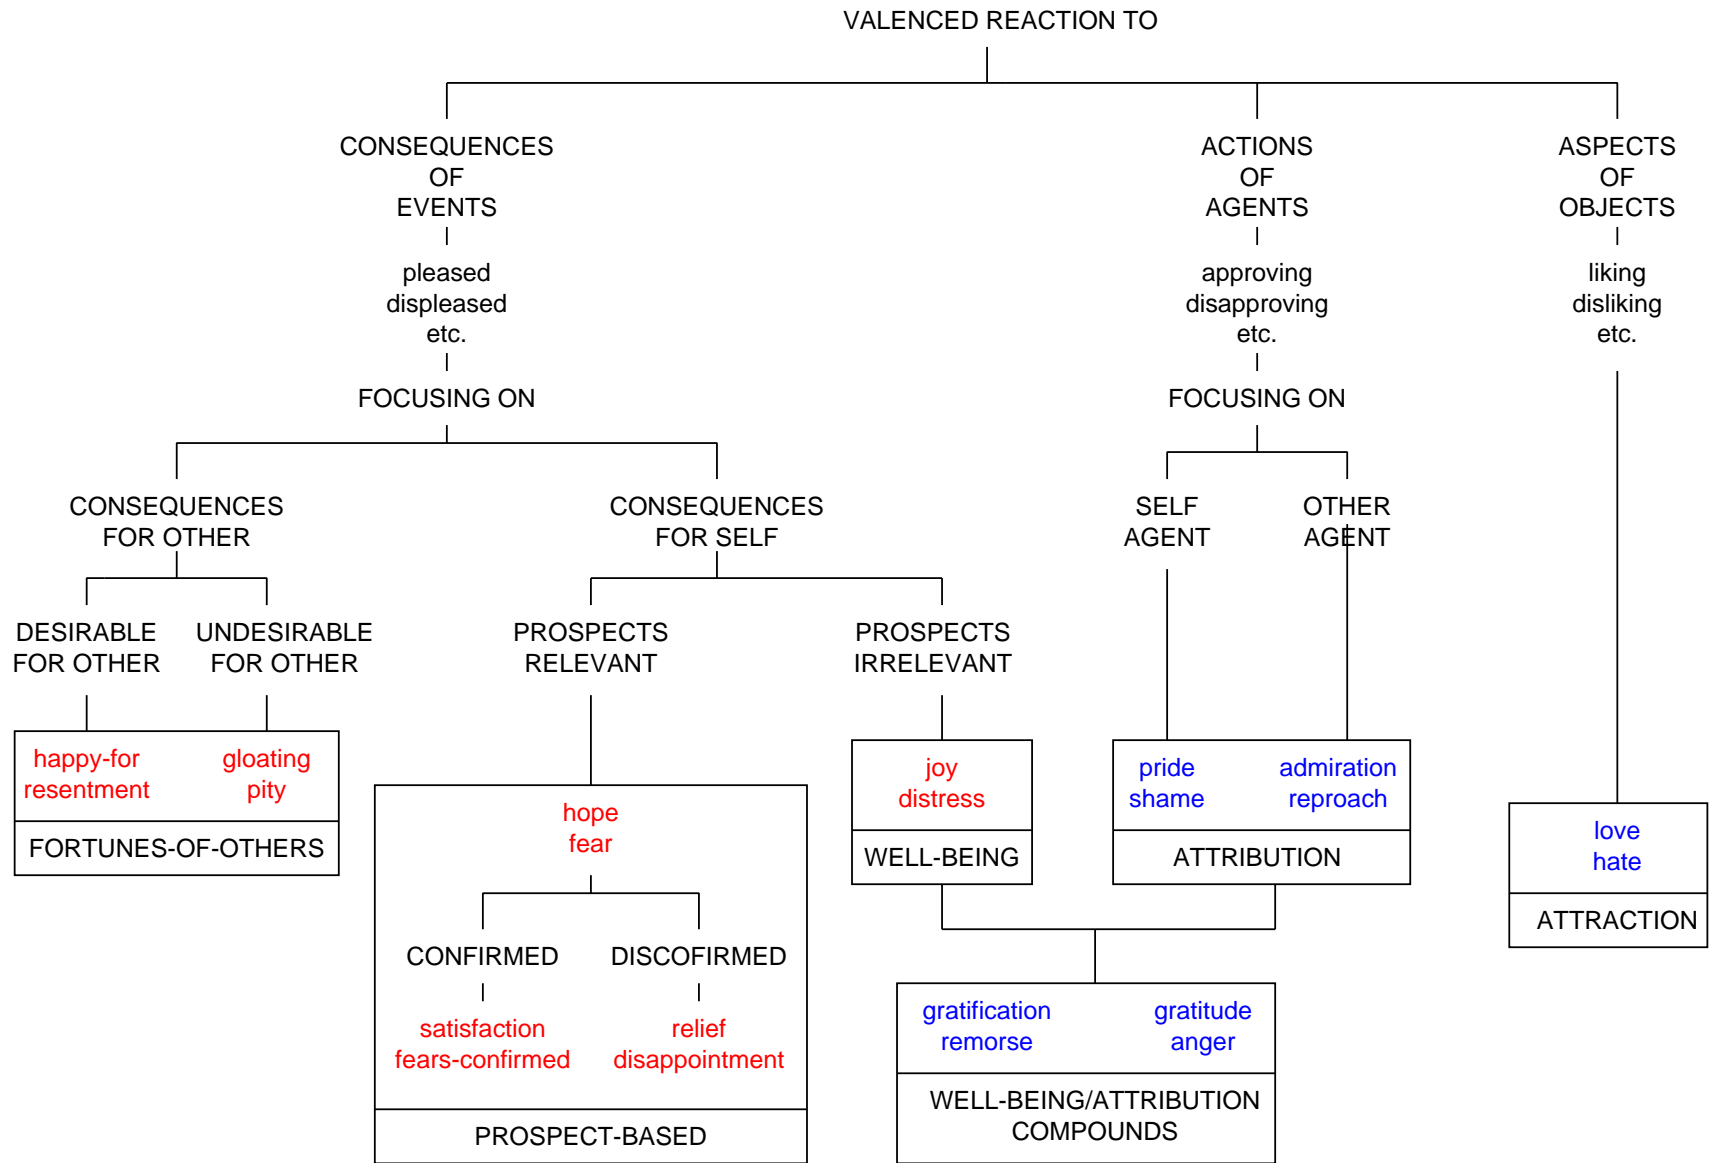 VALENCED REACTION TO
CONSEQUENCES
OF
EVENTS
ACTIONS
OF
AGENTS
ASPECTS
OF
OBJECTS
pleased
displeased
etc.
approving
disapproving
etc.
liking
disliking
etc.
FOCUSING ON
FOCUSING ON
CONSEQUENCES
FOR OTHER
CONSEQUENCES
FOR SELF
SELF
AGENT
OTHER
AGENT
DESIRABLE
FOR OTHER
UNDESIRABLE
FOR OTHER
PROSPECTS
RELEVANT
PROSPECTS
IRRELEVANT
happy-for
resentment
gloating
pity
FORTUNES-OF-OTHERS
hope
fear
CONFIRMED
DISCOFIRMED
satisfaction
fears-confirmed
relief
disappointment
PROSPECT-BASED
joy
distress
WELL-BEING
pride
shame
admiration
reproach
ATTRIBUTION
love
hate
ATTRACTION
gratification
remorse
gratitude
anger
WELL-BEING/ATTRIBUTION
COMPOUNDS